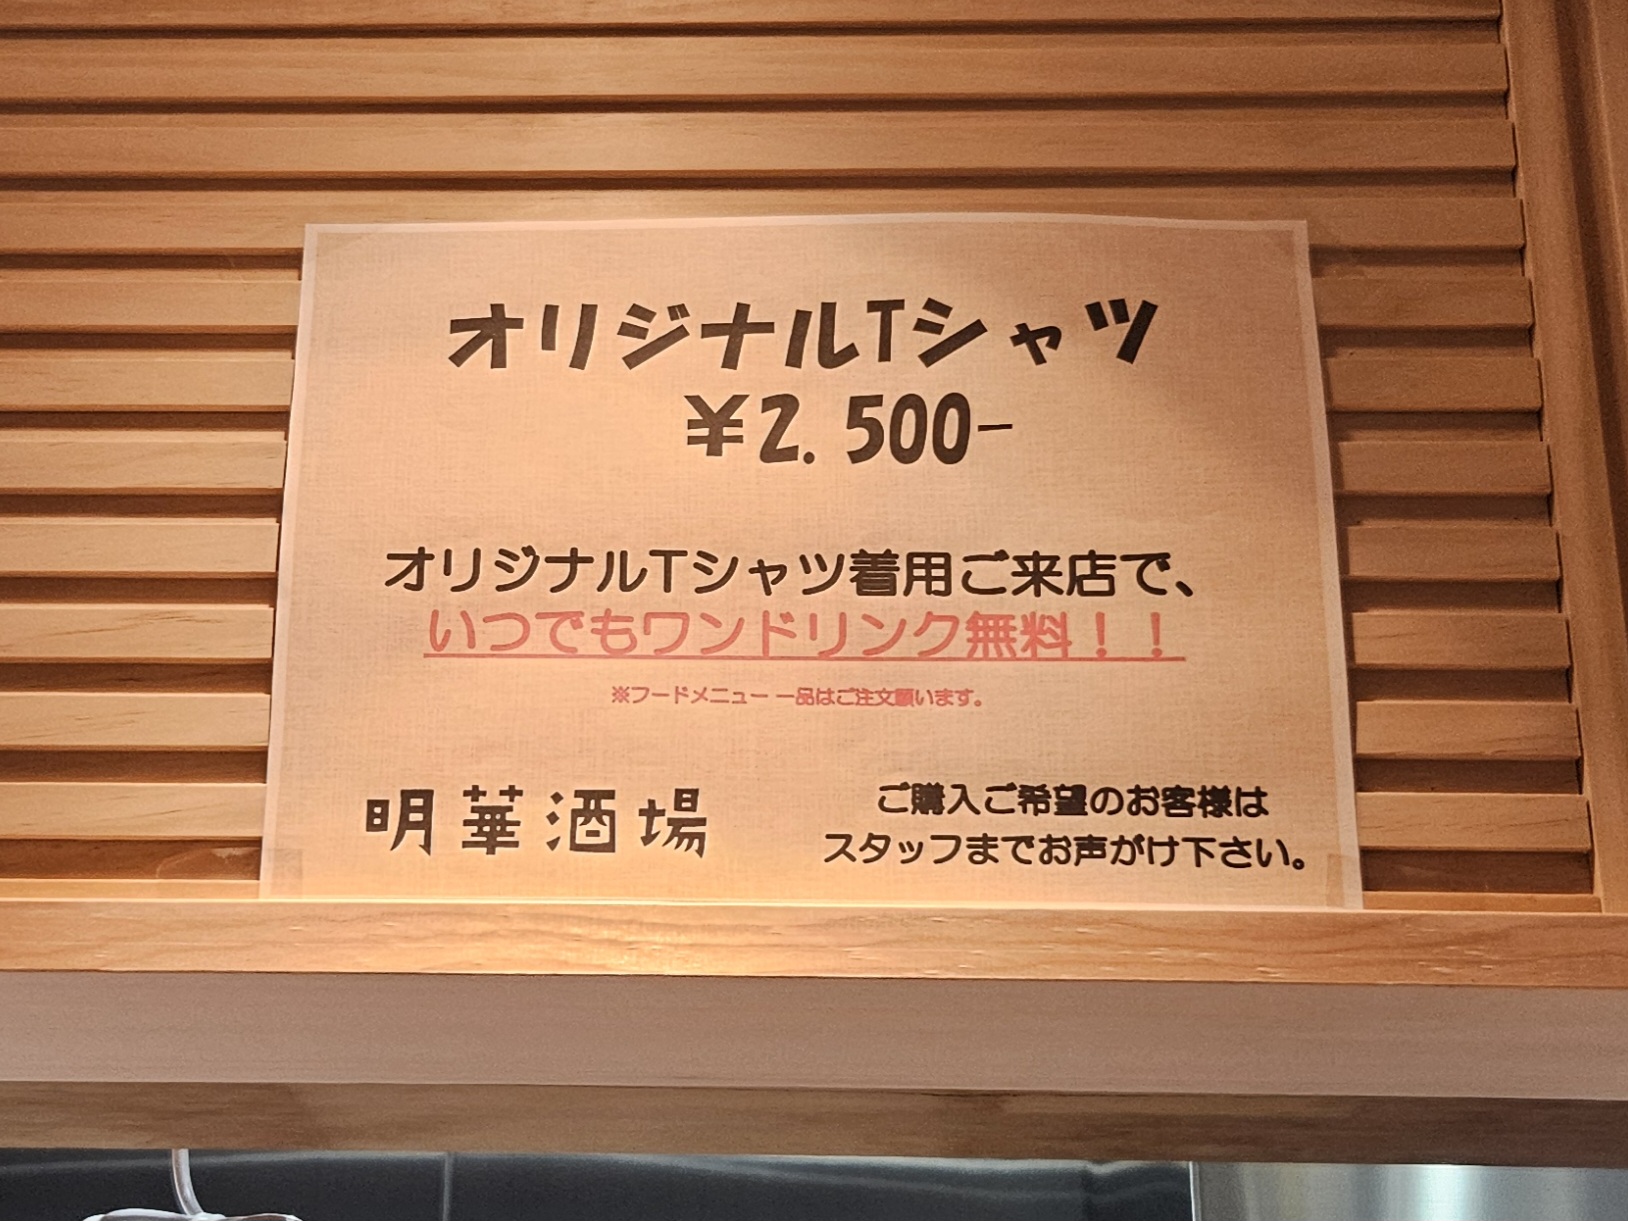 オリジナルTシャツ
¥2.500-
オリジナルTシャツ着用ご来店で、
いつでもワンドリンク無料！！
※フードメニュー一品はご注文願います。
明華酒場
ご購入ご希望のお客様は
スタッフまでお声がけ下さい。